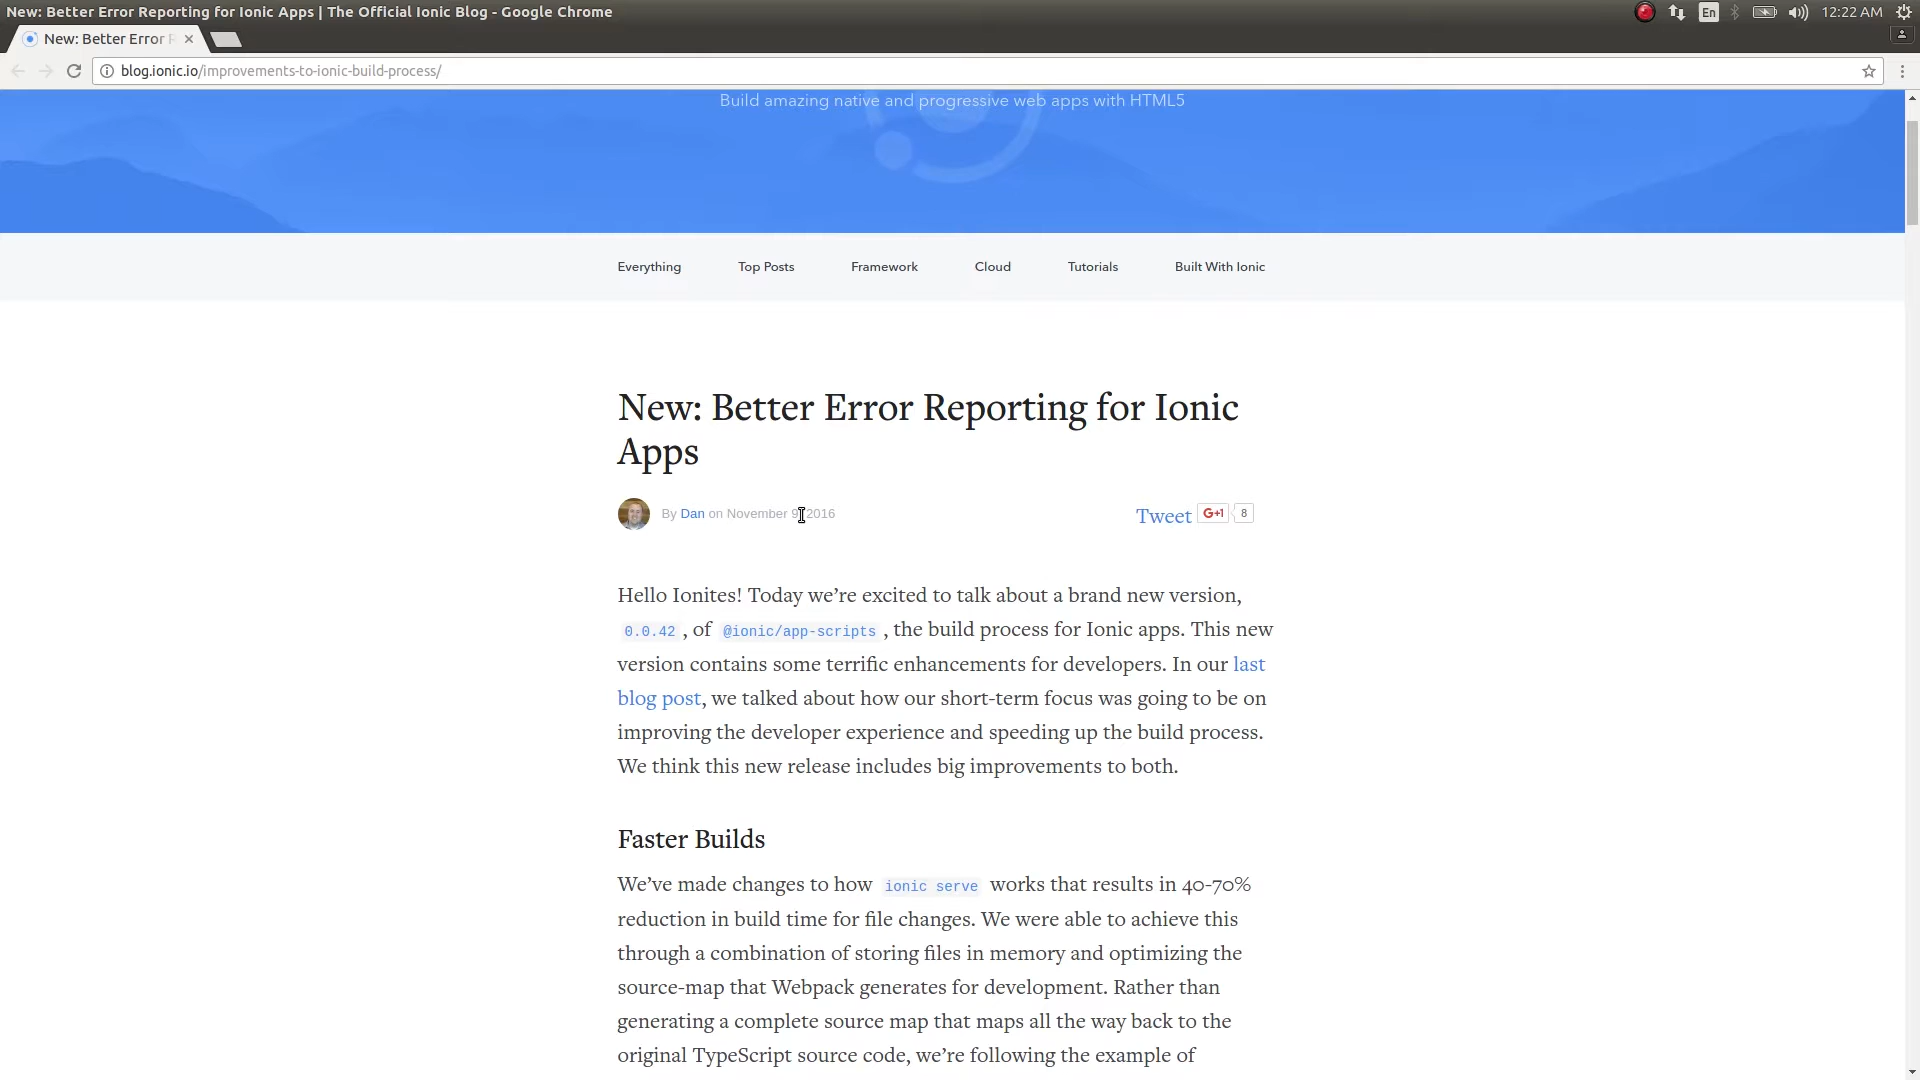 New: Better Error Reporting for Ionic Apps | The Official Ionic Blog - Google Chrome
En
12:22 AM
New: Better Error R
blog.ionic.io/improvements-to-ionic-build-process/
Build amazing native and progressive web apps with HTML5
Everything Top Posts Framework Cloud Tutorials Built With Ionic
New: Better Error Reporting for Ionic
Apps
By Dan on November 9, 2016
Tweet G+1 8
Hello Ionites! Today we’re excited to talk about a brand new version,
0.0.42 , of @ionic/app-scripts , the build process for Ionic apps. This new
version contains some terrific enhancements for developers. In our last
blog post, we talked about how our short-term focus was going to be on
improving the developer experience and speeding up the build process.
We think this new release includes big improvements to both.
Faster Builds
We’ve made changes to how ionic serve works that results in 40-70%
reduction in build time for file changes. We were able to achieve this
through a combination of storing files in memory and optimizing the
source-map that Webpack generates for development. Rather than
generating a complete source map that maps all the way back to the
original TypeScript source code, we’re following the example of